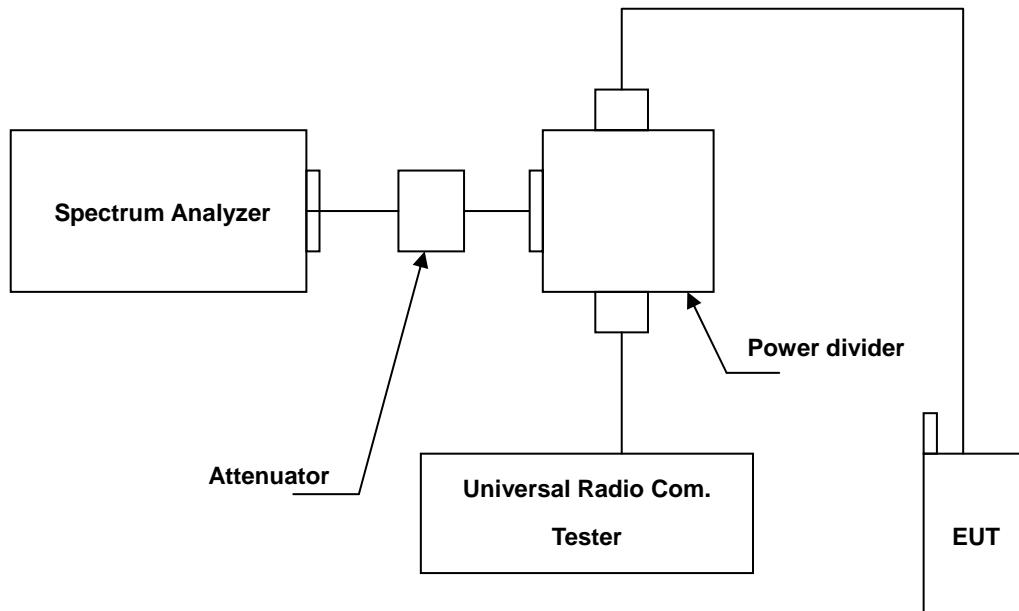 Spectrum Analyzer
Power divider
Attenuator
Universal Radio Com.
Tester
EUT